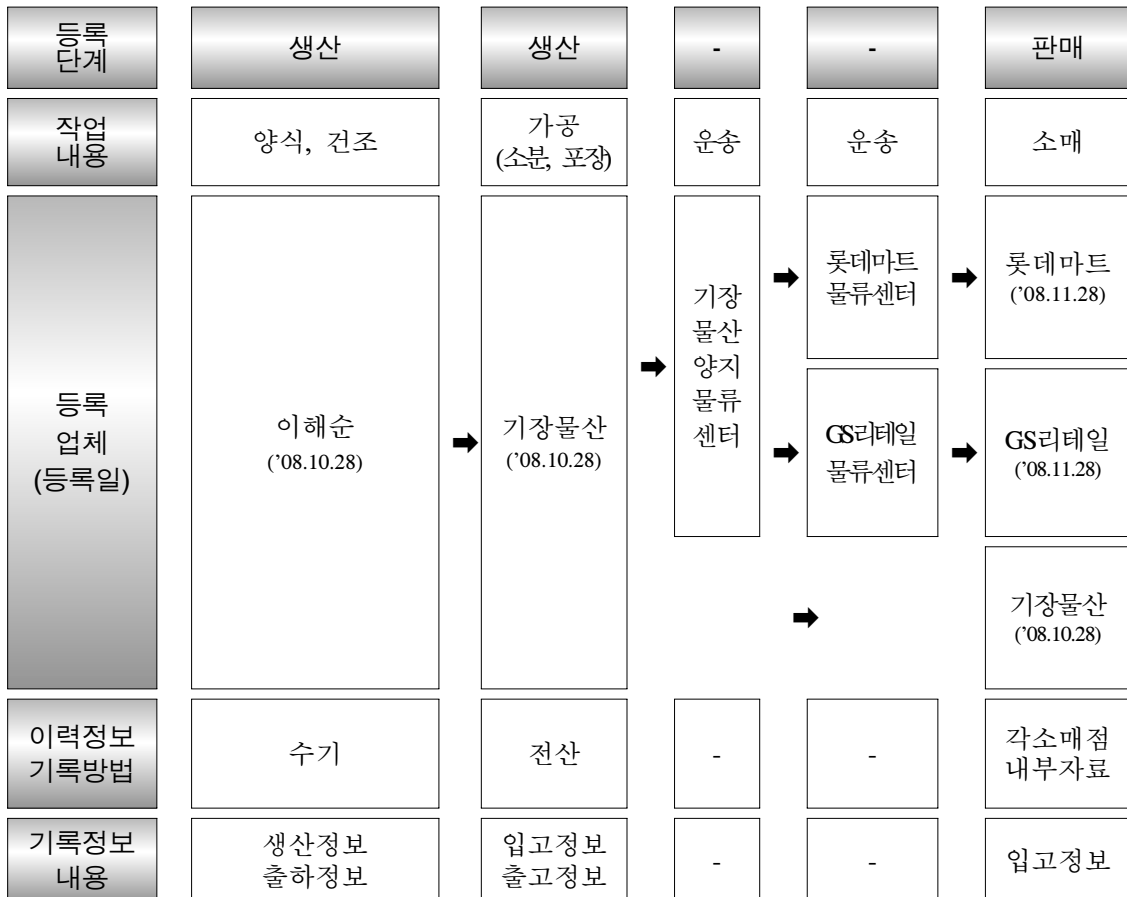 등록
단계
생산
생산
-
-
판매
작업
내용
양식, 건조
가공
(소분, 포장)
운송
운송
소매
등록
업체
(등록일)
이해순
('08.10.28)
➡
기장물산
('08.10.28)
➡
기장
물산
양지
물류
센터
➡
롯데마트
물류센터
➡
롯데마트
('08.11.28)
➡
GS리테일
물류센터
➡
GS리테일
('08.11.28)
➡
기장물산
('08.10.28)
이력정보
기록방법
수기
전산
-
-
각소매점
내부자료
기록정보
내용
생산정보
출하정보
입고정보
출고정보
-
-
입고정보